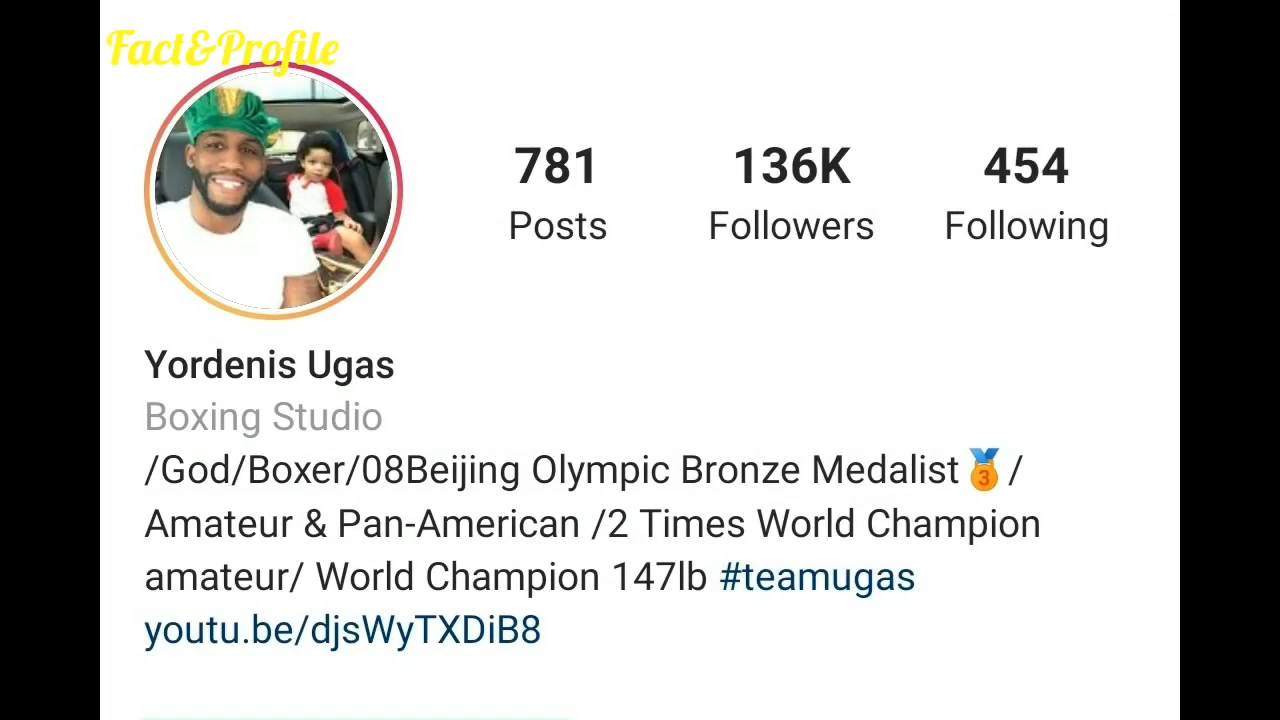 Fact&Profile
781 136K 454
Posts Followers Following
Yordenis Ugas
Boxing Studio
/God/Boxer/08Beijing Olympic Bronze Medalist🥉/
Amateur & Pan-American /2 Times World Champion
amateur/ World Champion 147lb #teamugas
youtu.be/djsWyTXDiB8